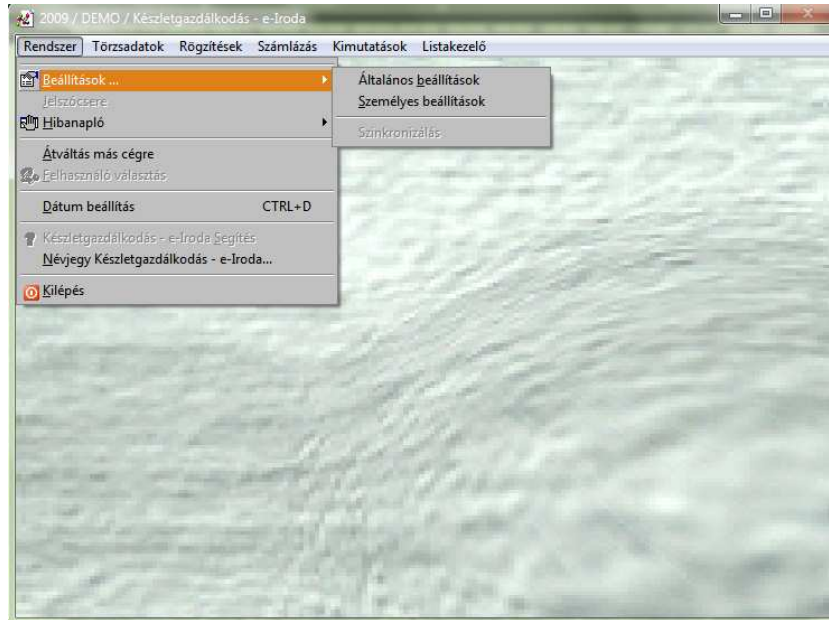 2009 / DEMO / Készletgazdálkodás - e-Iroda
Rendszer Törzsadatok Rögzítések Számlázás Kimutatások Listakezelő
Beállítások ...
Jelszócsere
Hibanapló
Átváltás más cégre
Felhasználó választás
Dátum beállítás CTRL+D
Készletgazdálkodás - e-Iroda Segítés
Névjegy Készletgazdálkodás - e-Iroda...
Kilépés
Általános beállítások
Személyes beállítások
Szinkronizálás